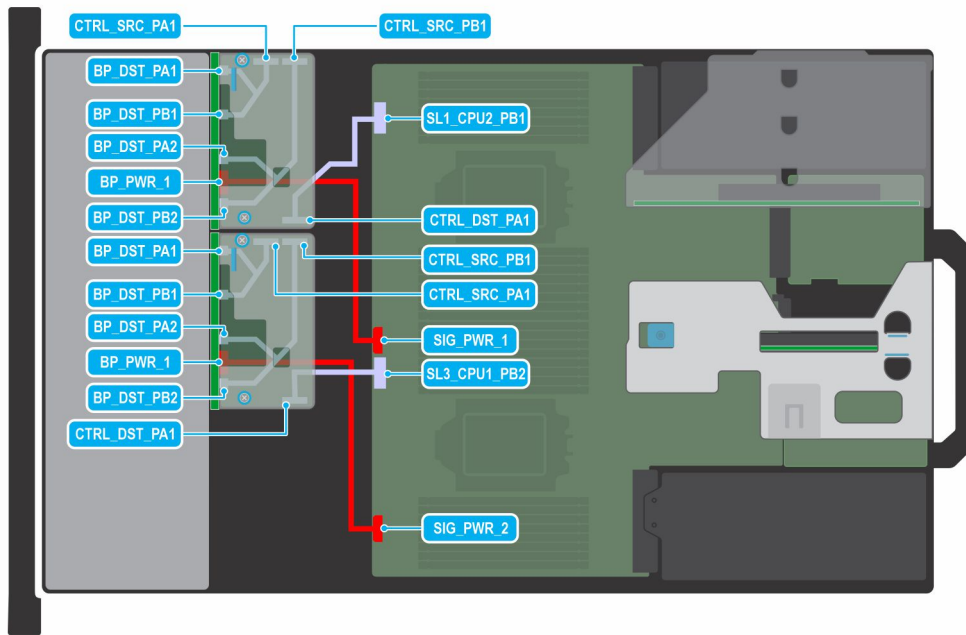 CTRL_SRC_PA1
CTRL_SRC_PB1
BP_DST_PA1
BP_DST_PB1
SL1_CPU2_PB1
BP_DST_PA2
BP_PWR_1
BP_DST_PB2
CTRL_DST_PA1
BP_DST_PA1
CTRL_SRC_PB1
BP_DST_PB1
CTRL_SRC_PA1
BP_DST_PA2
SIG_PWR_1
BP_PWR_1
SL3_CPU1_PB2
BP_DST_PB2
CTRL_DST_PA1
SIG_PWR_2